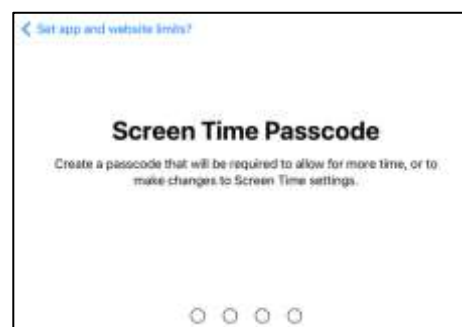 Set app and website limits?
Screen Time Passcode
Create a passcode that will be required to allow for more time, or to
make changes to Screen Time settings.